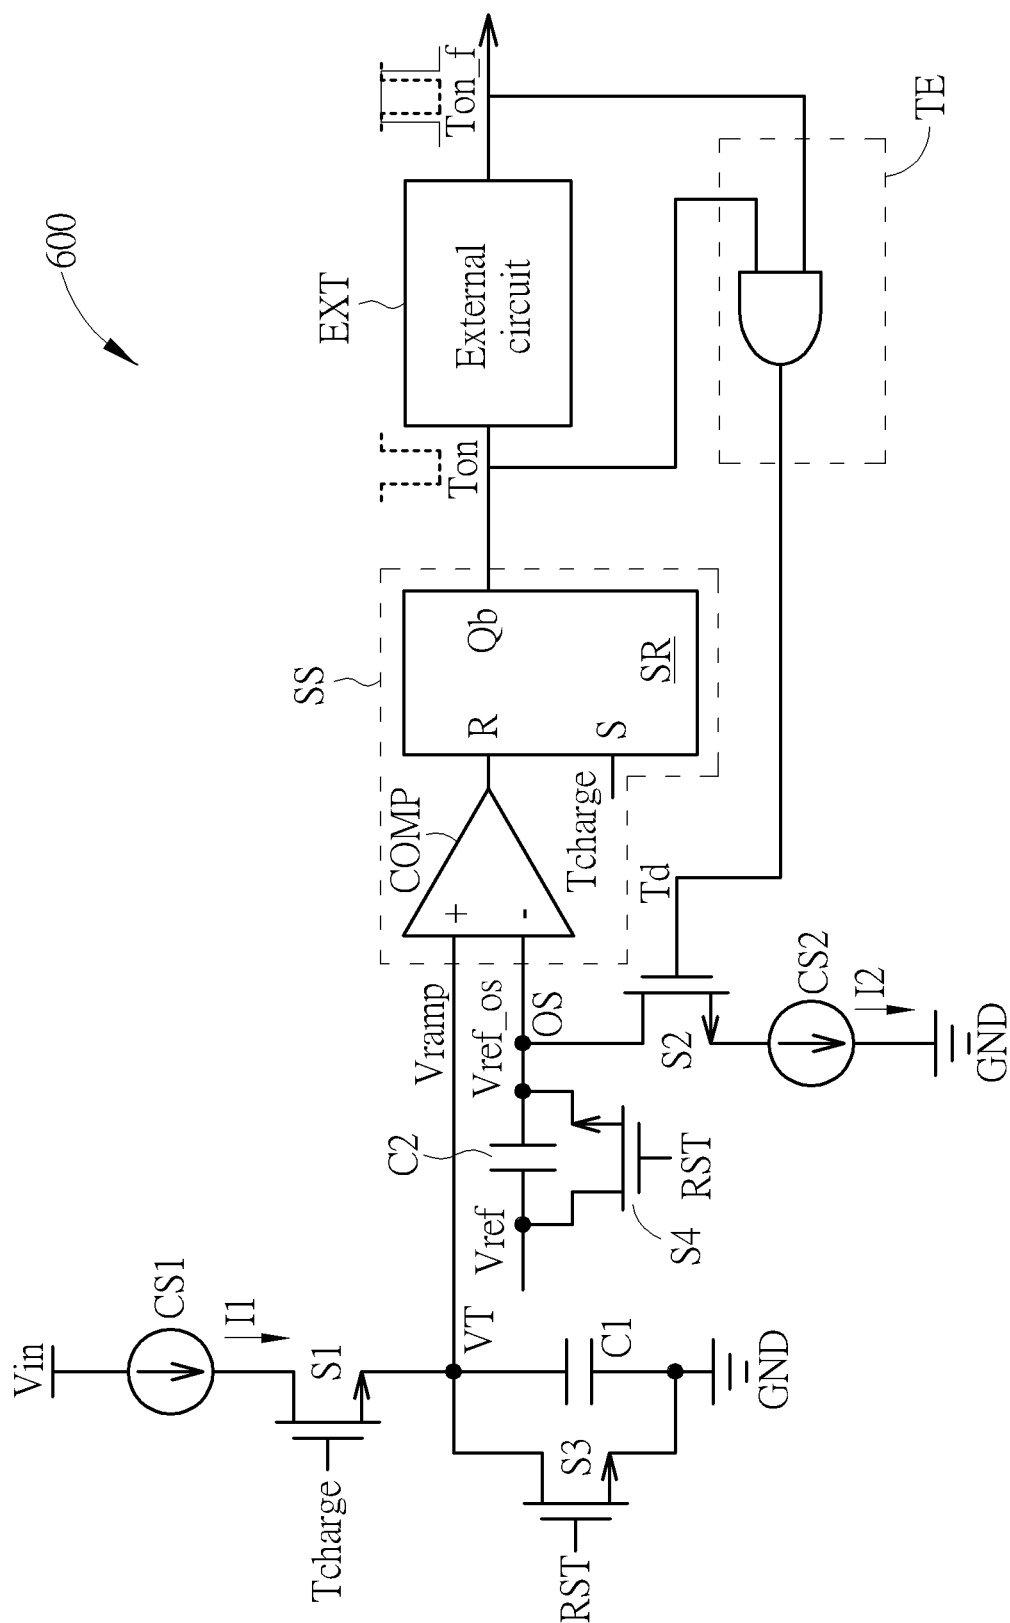 600
Vin
CS1
I1
Tcharge
S1
VT
RST
S3
C1
GND
Vref
C2
S4
RST
Vramp
Vref_os
OS
S2
CS2
I2
GND
Td
SS
COMP
+
-
Tcharge
R
S
Qb
SR
Ton
EXT
External
circuit
Ton_f
TE